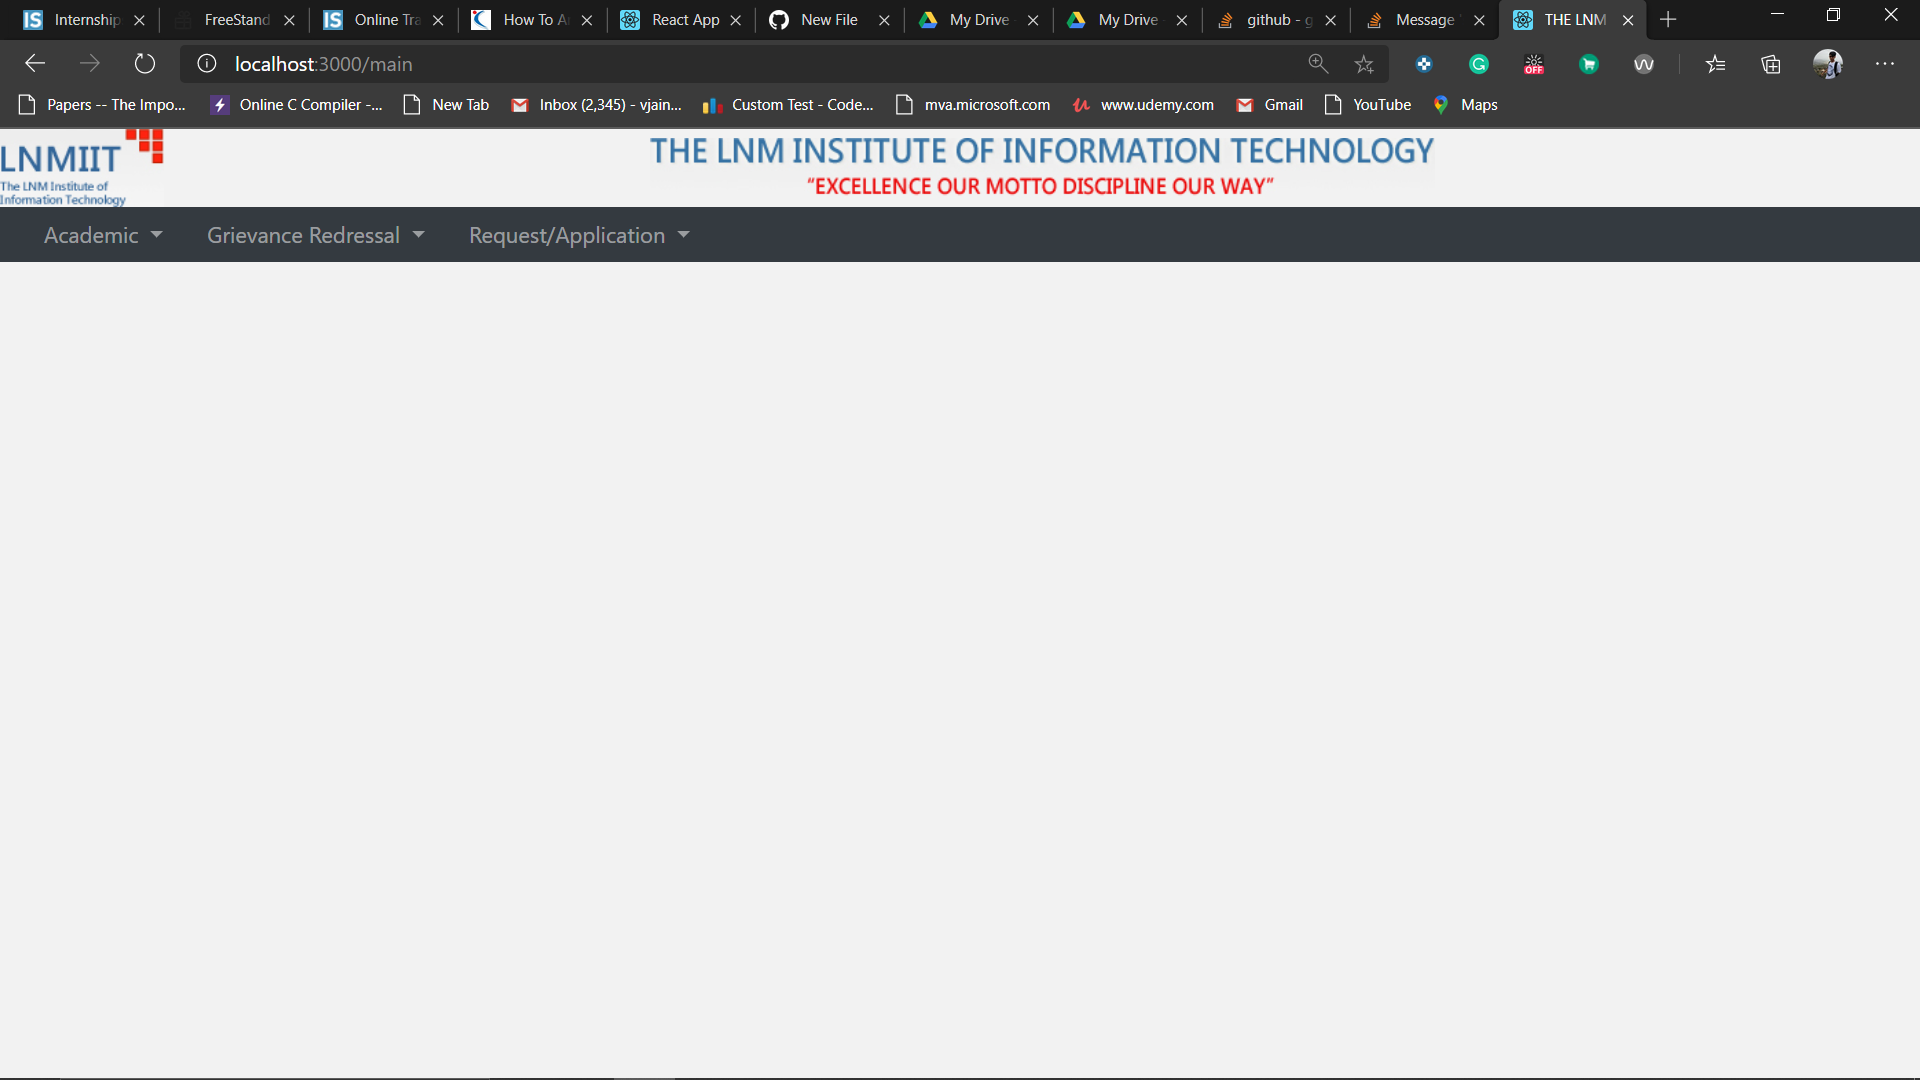 Internship
FreeStand
Online Tra
How To A
React App
New File
My Drive
My Drive
github - g
Message
THE LNM
localhost:3000/main
OFF
Papers -- The Impo...
Online C Compiler -...
New Tab
Inbox (2,345) - vjain...
Custom Test - Code...
mva.microsoft.com
www.udemy.com
Gmail
YouTube
Maps
LNMIIT
The LNM Institute of
Information Technology
THE LNM INSTITUTE OF INFORMATION TECHNOLOGY
"EXCELLENCE OUR MOTTO DISCIPLINE OUR WAY"
Academic
Grievance Redressal
Request/Application